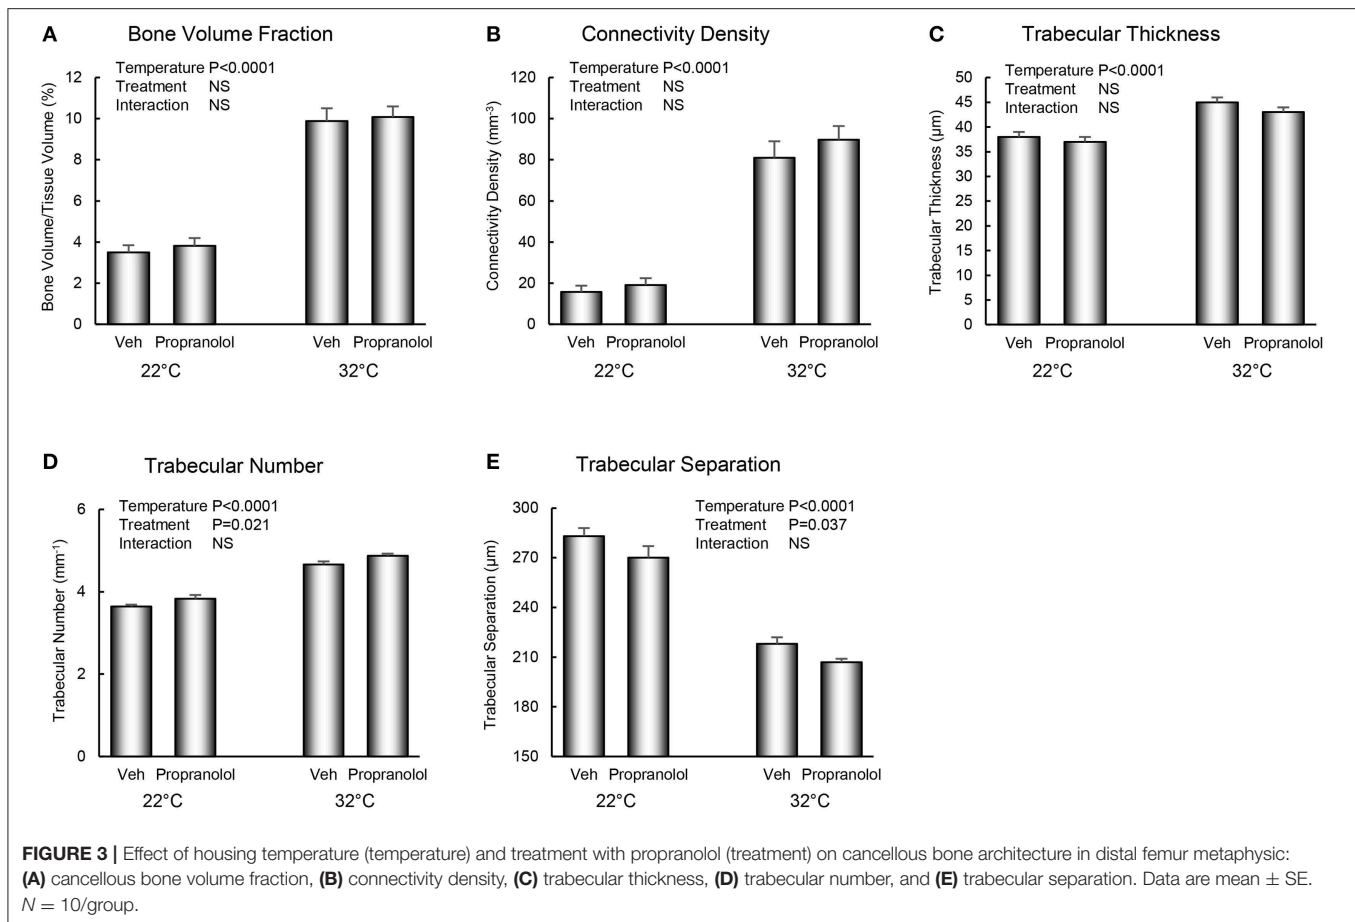 A Bone Volume Fraction
Temperature P<0.0001
Treatment NS
Interaction NS
Bone Volume/Tissue Volume (%)
12
10
8
6
4
2
0
Veh Propranolol Veh Propranolol
22°C 32°C
B Connectivity Density
Temperature P<0.0001
Treatment NS
Interaction NS
Connectivity Density (mm⁻³)
120
100
80
60
40
20
0
Veh Propranolol Veh Propranolol
22°C 32°C
C Trabecular Thickness
Temperature P<0.0001
Treatment NS
Interaction NS
Trabecular Thickness (µm)
50
45
40
35
30
25
20
15
10
5
0
Veh Propranolol Veh Propranolol
22°C 32°C
D Trabecular Number
Temperature P<0.0001
Treatment P=0.021
Interaction NS
Trabecular Number (mm⁻¹)
6
4
2
0
Veh Propranolol Veh Propranolol
22°C 32°C
E Trabecular Separation
Temperature P<0.0001
Treatment P=0.037
Interaction NS
Trabecular Separation (µm)
300
270
240
210
180
150
Veh Propranolol Veh Propranolol
22°C 32°C
FIGURE 3 | Effect of housing temperature (temperature) and treatment with propranolol (treatment) on cancellous bone architecture in distal femur metaphysic:
(A) cancellous bone volume fraction, (B) connectivity density, (C) trabecular thickness, (D) trabecular number, and (E) trabecular separation. Data are mean ± SE.
N = 10/group.